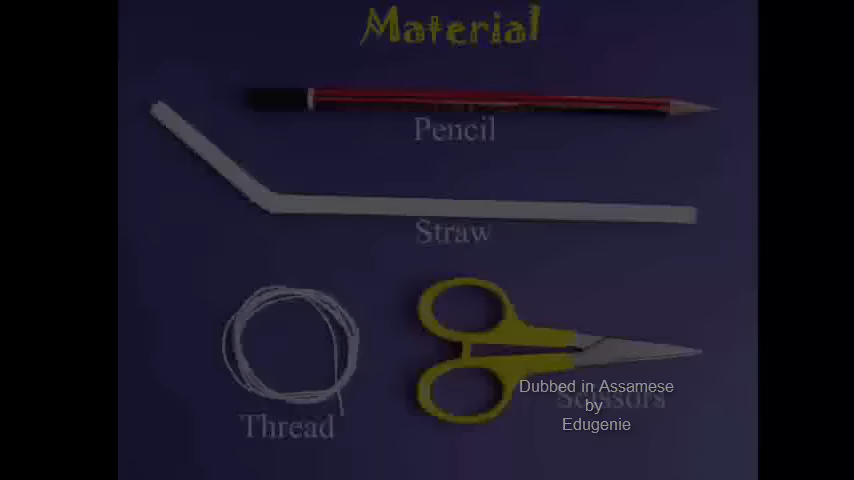 Material
Pencil
Straw
Thread
Scissors
Dubbed in Assamese
by
Edugenie